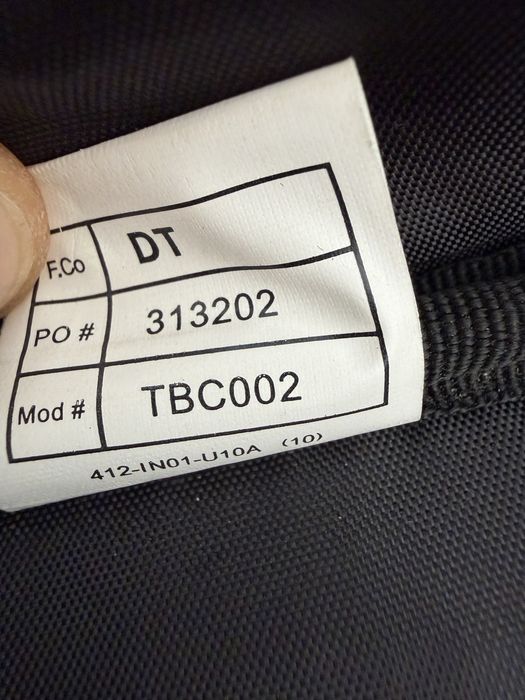 F.Co DT
PO # 313202
Mod # TBC002
412-IN01-U10A (10)